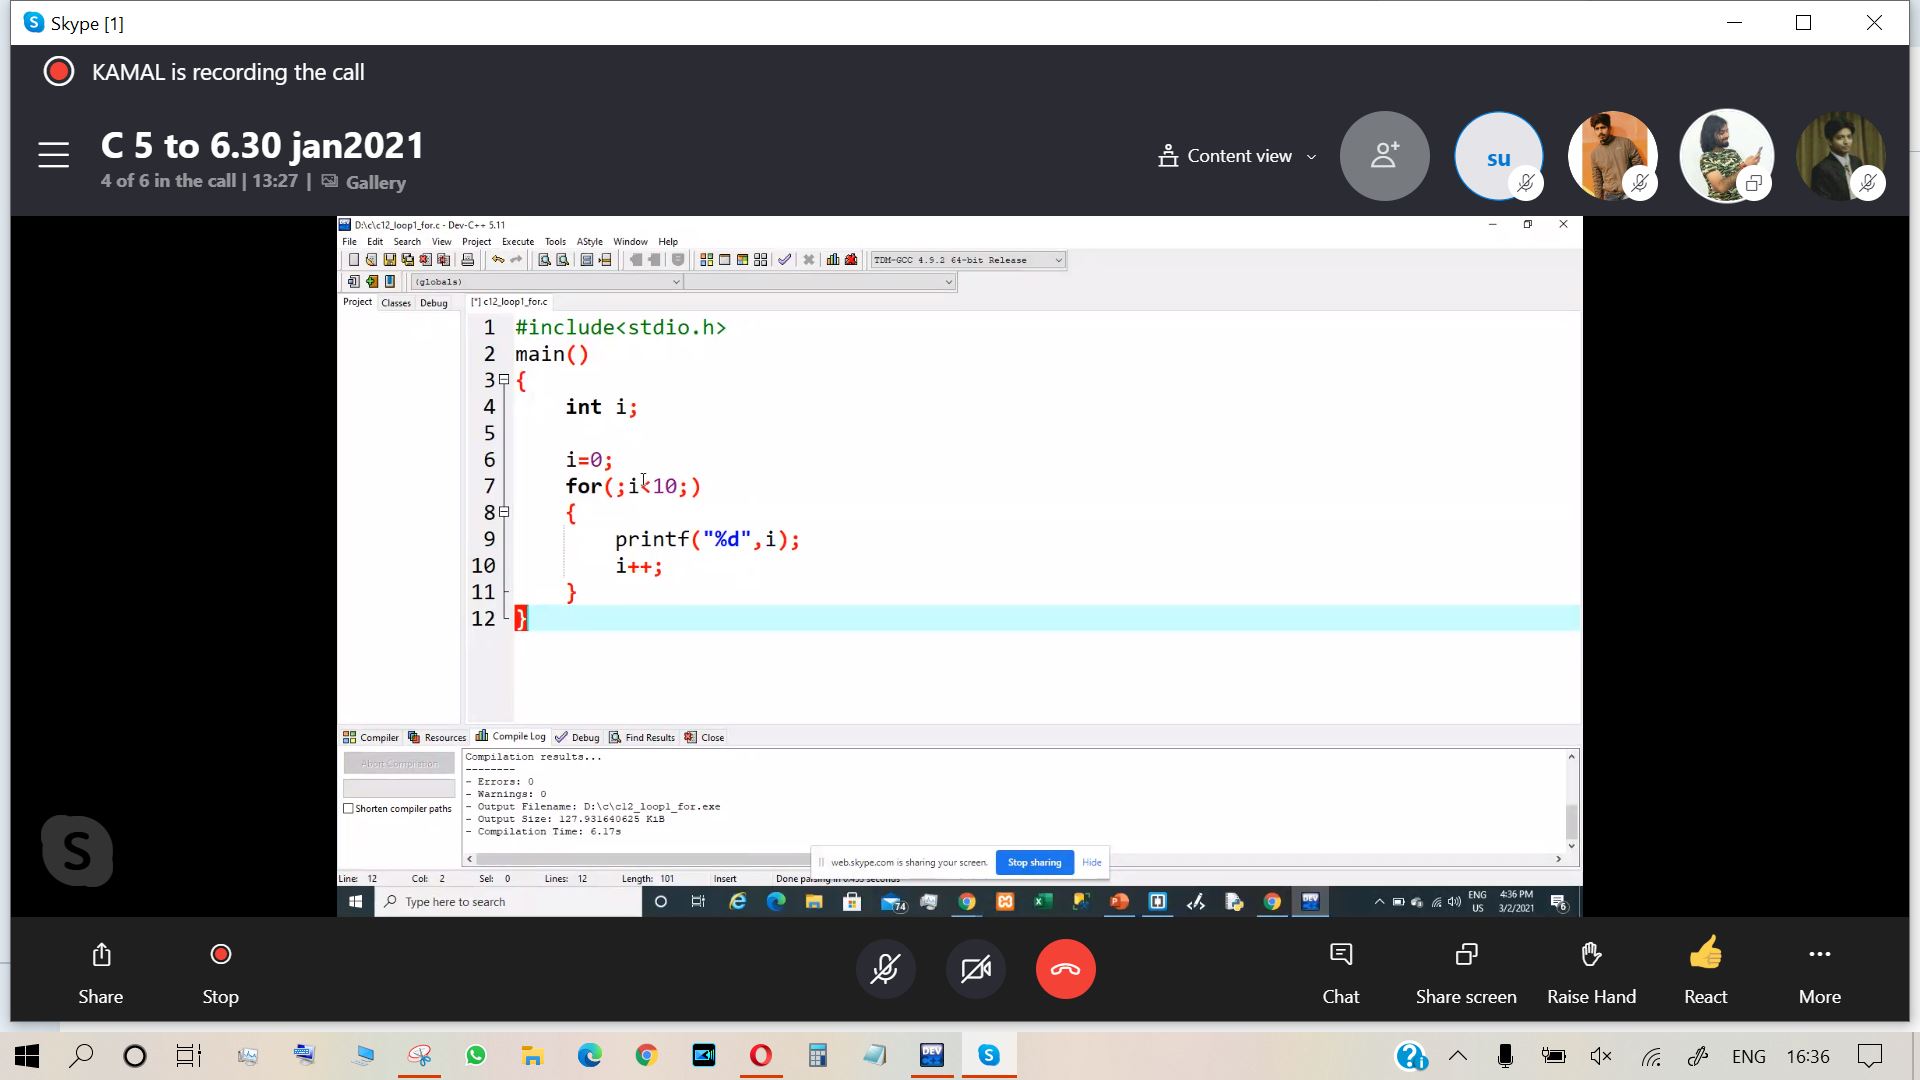 Skype [1]
KAMAL is recording the call
C 5 to 6.30 jan2021
4 of 6 in the call | 13:27 | Gallery
Content view
su
D:\c\c12_loop1_for.c - Dev-C++ 5.11
File Edit Search View Project Execute Tools AStyle Window Help
TDM-GCC 4.9.2 64-bit Release
(globals)
Project Classes Debug
[*] c12_loop1_for.c
1 #include<stdio.h>
2 main()
3 {
4 int i;
5
6 i=0;
7 for(;i<10;)
8 {
9 printf("%d",i);
10 i++;
11 }
12 }
Compiler Resources Compile Log Debug Find Results Close
Abort Compilation
Shorten compiler paths
Compilation results...
--------
- Errors: 0
- Warnings: 0
- Output Filename: D:\c\c12_loop1_for.exe
- Output Size: 127.931640625 KiB
- Compilation Time: 6.17s
web.skype.com is sharing your screen. Stop sharing Hide
Line: 12 Col: 2 Sel: 0 Lines: 12 Length: 101 Insert Done parsing in 0.453 seconds
Type here to search
74
DEV
ENG
US
4:36 PM
3/2/2021
6
Share
Stop
Chat
Share screen
Raise Hand
React
More
DEV
ENG
16:36